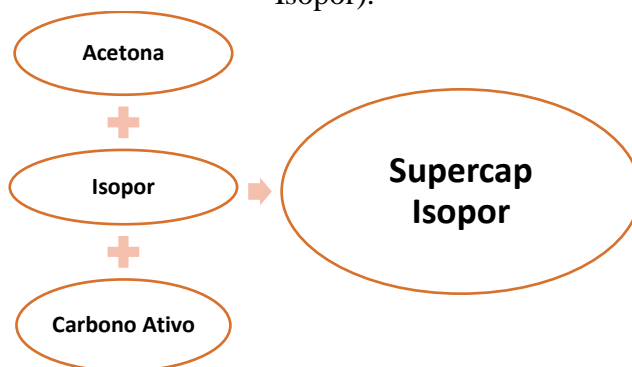 Isopor).
Acetona
Isopor
Carbono Ativo
Supercap
Isopor